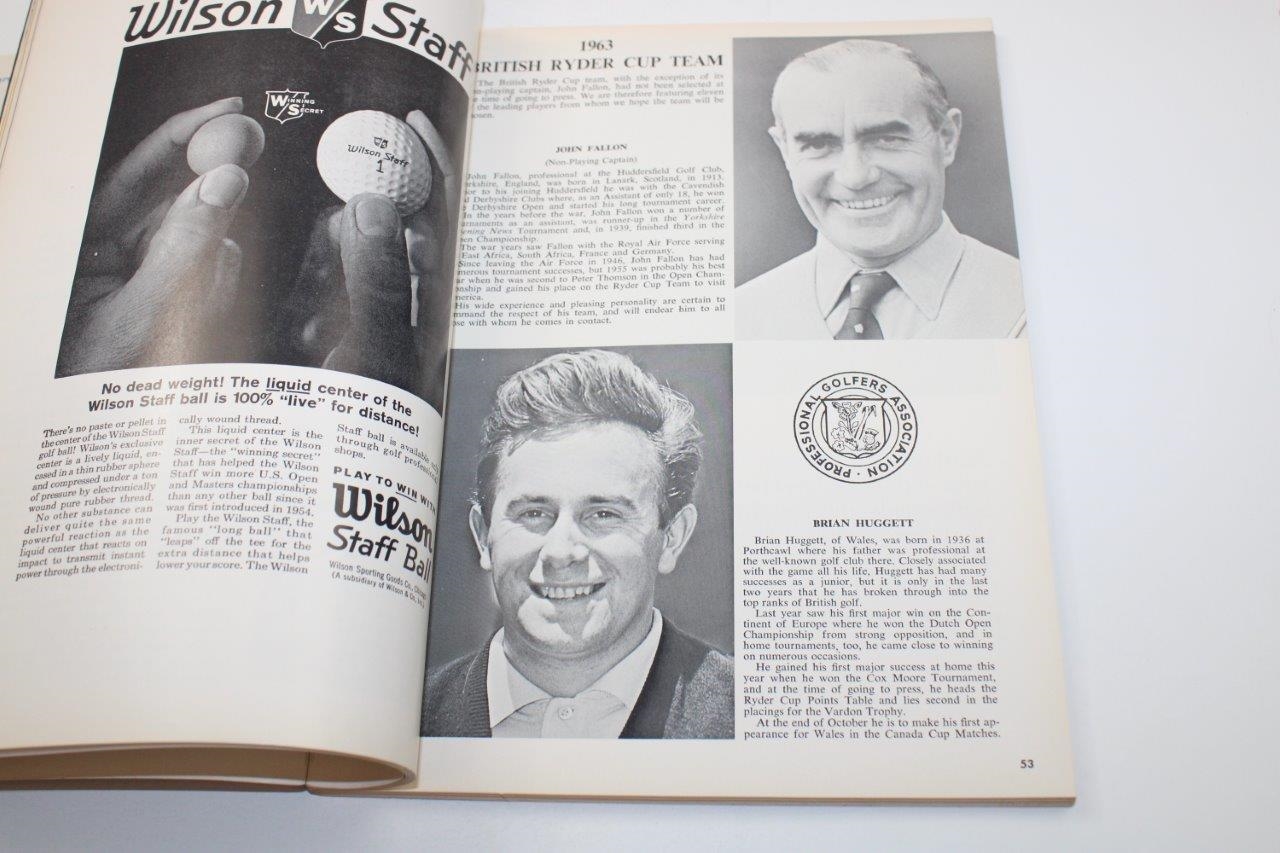 Wilson WS Staff
WINNING
SECRET
WS
Wilson Staff
1
No dead weight! The liquid center of the
Wilson Staff ball is 100% "live" for distance!
There's no paste or pellet in
the center of the Wilson Staff
golf ball! Wilson's exclusive
center is a lively liquid, en-
cased in a thin rubber sphere
and compressed under a ton
of pressure by electronically
wound pure rubber thread.
No other substance can
deliver quite the same
powerful reaction as the
liquid center that reacts on
impact to transmit instant
power through the electroni-
cally wound thread.
This liquid center is the
inner secret of the Wilson
Staff—the "winning secret"
that has helped the Wilson
Staff win more U.S. Open
and Masters championships
than any other ball since it
was first introduced in 1954.
Play the Wilson Staff, the
famous "long ball" that
"leaps" off the tee for the
extra distance that helps
lower your score. The Wilson
Staff ball is available
through golf professional
shops.
PLAY TO WIN WITH
Wilson
Staff Ball
Wilson Sporting Goods Co., Chicago
(A subsidiary of Wilson & Co., Inc.)
1963
BRITISH RYDER CUP TEAM
The British Ryder Cup team, with the exception of its
playing captain, John Fallon, had not been selected at
time of going to press. We are therefore featuring eleven
the leading players from whom we hope the team will be
JOHN FALLON
(Non-Playing Captain)
John Fallon, professional at the Huddersfield Golf Club,
England, was born in Lanark, Scotland, in 1913.
to his joining Huddersfield he was with the Cavendish
Derbyshire Clubs where, as an Assistant of only 18, he won
Derbyshire Open and started his long tournament career.
In the years before the war, John Fallon won a number of
as an assistant, was runner-up in the Yorkshire
News Tournament and, in 1939, finished third in the
Championship.
The war years saw Fallon with the Royal Air Force serving
East Africa, South Africa, France and Germany.
Since leaving the Air Force in 1946, John Fallon has had
tournament successes, but 1955 was probably his best
when he was second to Peter Thomson in the Open Cham-
and gained his place on the Ryder Cup Team to visit
His wide experience and pleasing personality are certain to
the respect of his team, and will endear him to all
with whom he comes in contact.
PROFESSIONAL GOLFERS ASSOCIATION
BRIAN HUGGETT
Brian Huggett, of Wales, was born in 1936 at
Porthcawl where his father was professional at
the well-known golf club there. Closely associated
with the game all his life, Huggett has had many
successes as a junior, but it is only in the last
two years that he has broken through into the
top ranks of British golf.
Last year saw his first major win on the Con-
tinent of Europe where he won the Dutch Open
Championship from strong opposition, and in
home tournaments, too, he came close to winning
on numerous occasions.
He gained his first major success at home this
year when he won the Cox Moore Tournament,
and at the time of going to press, he heads the
Ryder Cup Points Table and lies second in the
placings for the Vardon Trophy.
At the end of October he is to make his first ap-
pearance for Wales in the Canada Cup Matches.
53